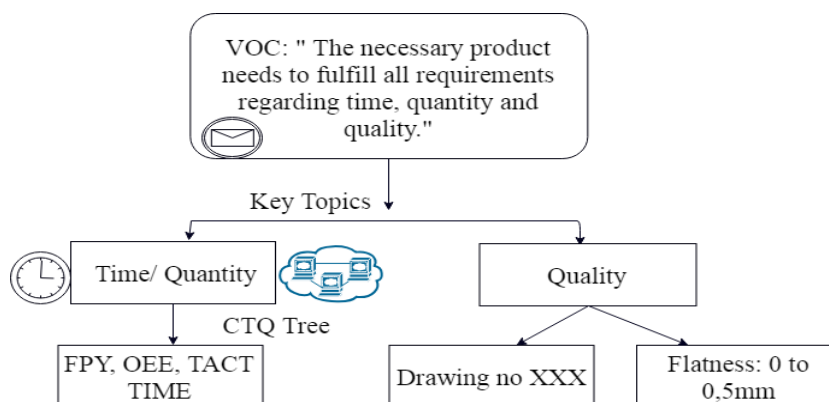 VOC: " The necessary product
needs to fulfill all requirements
regarding time, quantity and
quality."
Key Topics
Time/ Quantity
Quality
CTQ Tree
FPY, OEE, TACT
TIME
Drawing no XXX
Flatness: 0 to
0,5mm